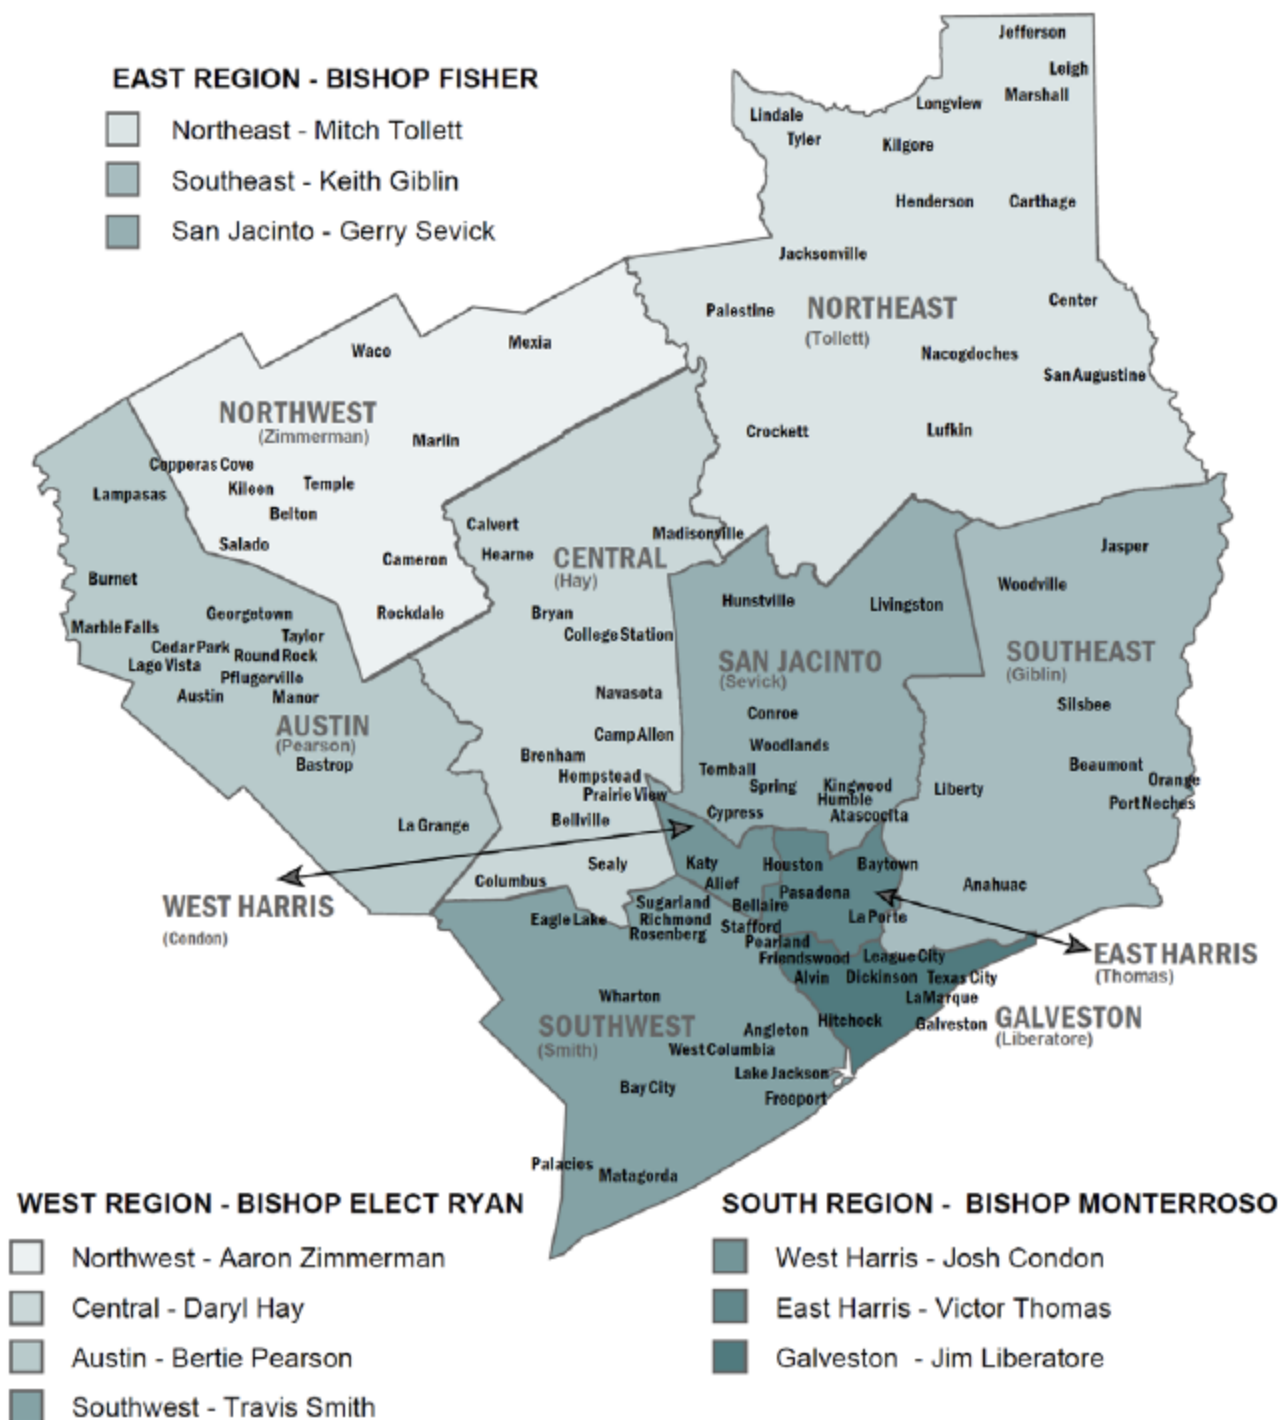 Jefferson
Leigh
Marshall
Longview
Lindale
Tyler
Kilgore
Henderson
Carthage
EAST REGION - BISHOP FISHER
Northeast - Mitch Tollett
Southeast - Keith Giblin
San Jacinto - Gerry Sevick
Jacksonville
Palestine
NORTHEAST
(Tollett)
Center
Nacogdoches
San Augustine
Crockett
Lufkin
Waco
Mexia
NORTHWEST
(Zimmerman)
Marlin
Copperas Cove
Lampasas
Kileen
Temple
Belton
Salado
Cameron
Rockdale
Calvert
Hearne
CENTRAL
(Hay)
Madisonville
Bryan
College Station
Navasota
Camp Allen
Brenham
Hempstead
Prairie View
Bellville
Sealy
Columbus
Burnet
Marble Falls
Georgetown
Taylor
Cedar Park
Round Rock
Lago Vista
Pflugerville
Austin
Manor
AUSTIN
(Pearson)
Bastrop
La Grange
Hunstville
Livingston
SAN JACINTO
(Sevick)
Conroe
Woodlands
Tomball
Spring
Kingwood
Humble
Atascocita
Cypress
Jasper
Woodville
SOUTHEAST
(Giblin)
Silsbee
Beaumont
Orange
Port Neches
Liberty
Anahuac
WEST HARRIS
(Condon)
Katy
Alief
Houston
Baytown
Pasadena
Bellaire
La Porte
EAST HARRIS
(Thomas)
Sugarland
Richmond
Rosenberg
Stafford
Pearland
Eagle Lake
Friendswood
League City
Alvin
Dickinson
Texas City
LaMarque
Hitchock
Galveston
GALVESTON
(Liberatore)
Wharton
SOUTHWEST
(Smith)
Angleton
West Columbia
Lake Jackson
Bay City
Freeport
Palacios
Matagorda
WEST REGION - BISHOP ELECT RYAN
Northwest - Aaron Zimmerman
Central - Daryl Hay
Austin - Bertie Pearson
Southwest - Travis Smith
SOUTH REGION - BISHOP MONTERROSO
West Harris - Josh Condon
East Harris - Victor Thomas
Galveston - Jim Liberatore